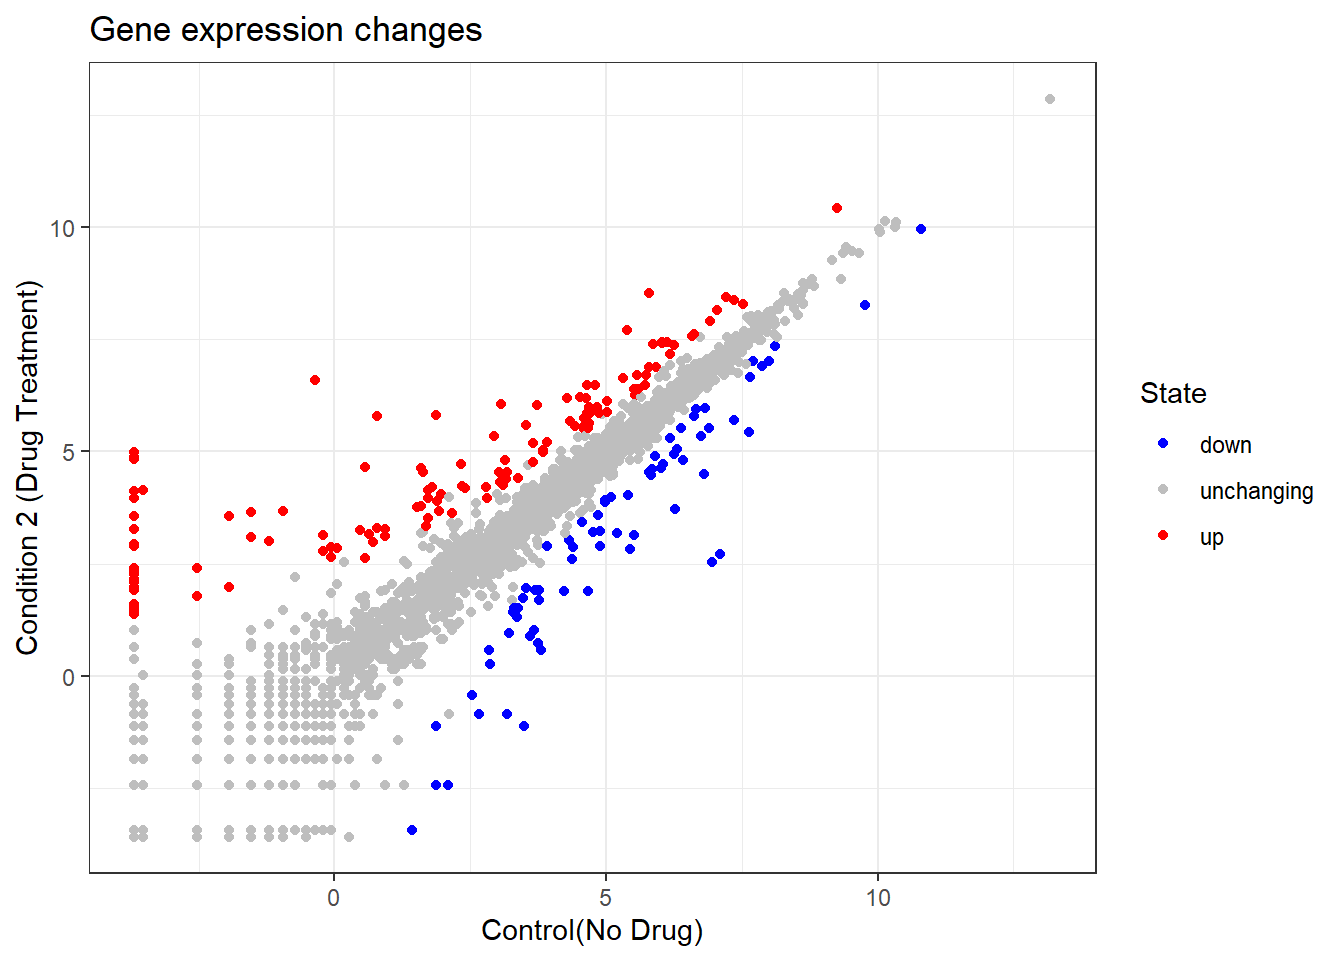 Gene expression changes
Condition 2 (Drug Treatment)
10
5
0
0
5
10
Control(No Drug)
State
down
unchanging
up